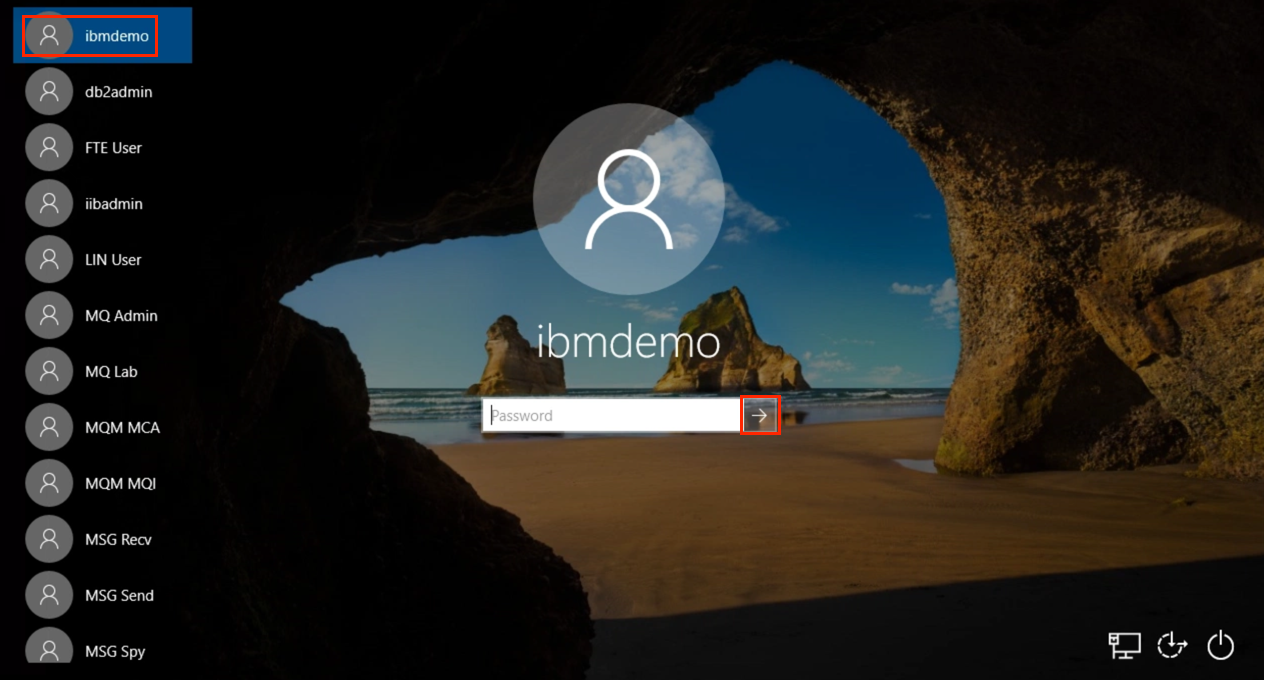 ibmdemo
db2admin
FTE User
iibadmin
LIN User
MQ Admin
MQ Lab
MQM MCA
MQM MQI
MSG Recv
MSG Send
MSG Spy
ibmdemo
Password